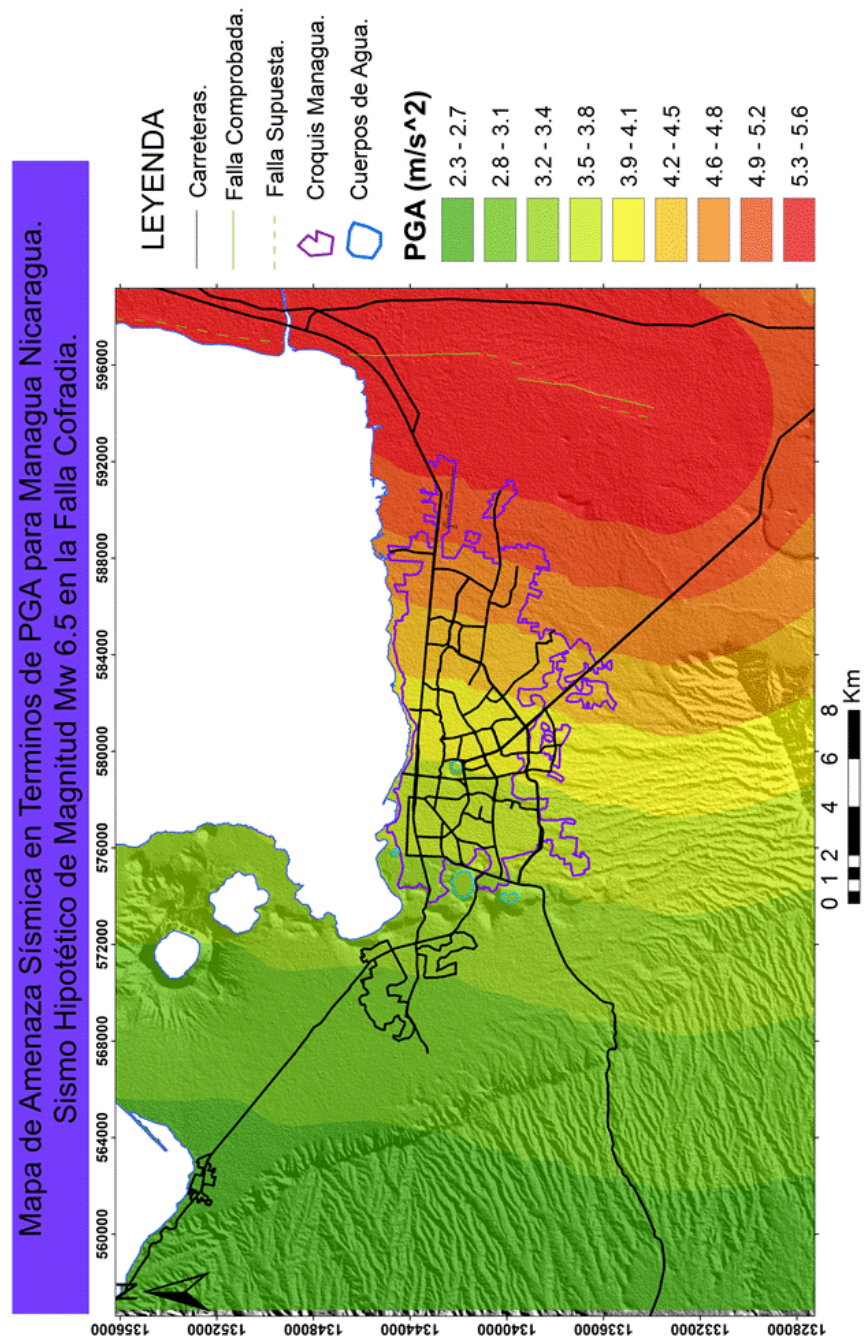 Mapa de Amenaza Sísmica en Terminos de PGA para Managua Nicaragua.
Sismo Hipotético de Magnitud Mw 6.5 en la Falla Cofradia.
560000
564000
568000
572000
576000
580000
584000
588000
592000
596000
1356000
1352000
1348000
1344000
1340000
1336000
1332000
1328000
LEYENDA
Carreteras.
Falla Comprobada.
Falla Supuesta.
Croquis Managua.
Cuerpos de Agua.
PGA (m/s^2)
2.3 - 2.7
2.8 - 3.1
3.2 - 3.4
3.5 - 3.8
3.9 - 4.1
4.2 - 4.5
4.6 - 4.8
4.9 - 5.2
5.3 - 5.6
0 1 2 4 6 8
Km